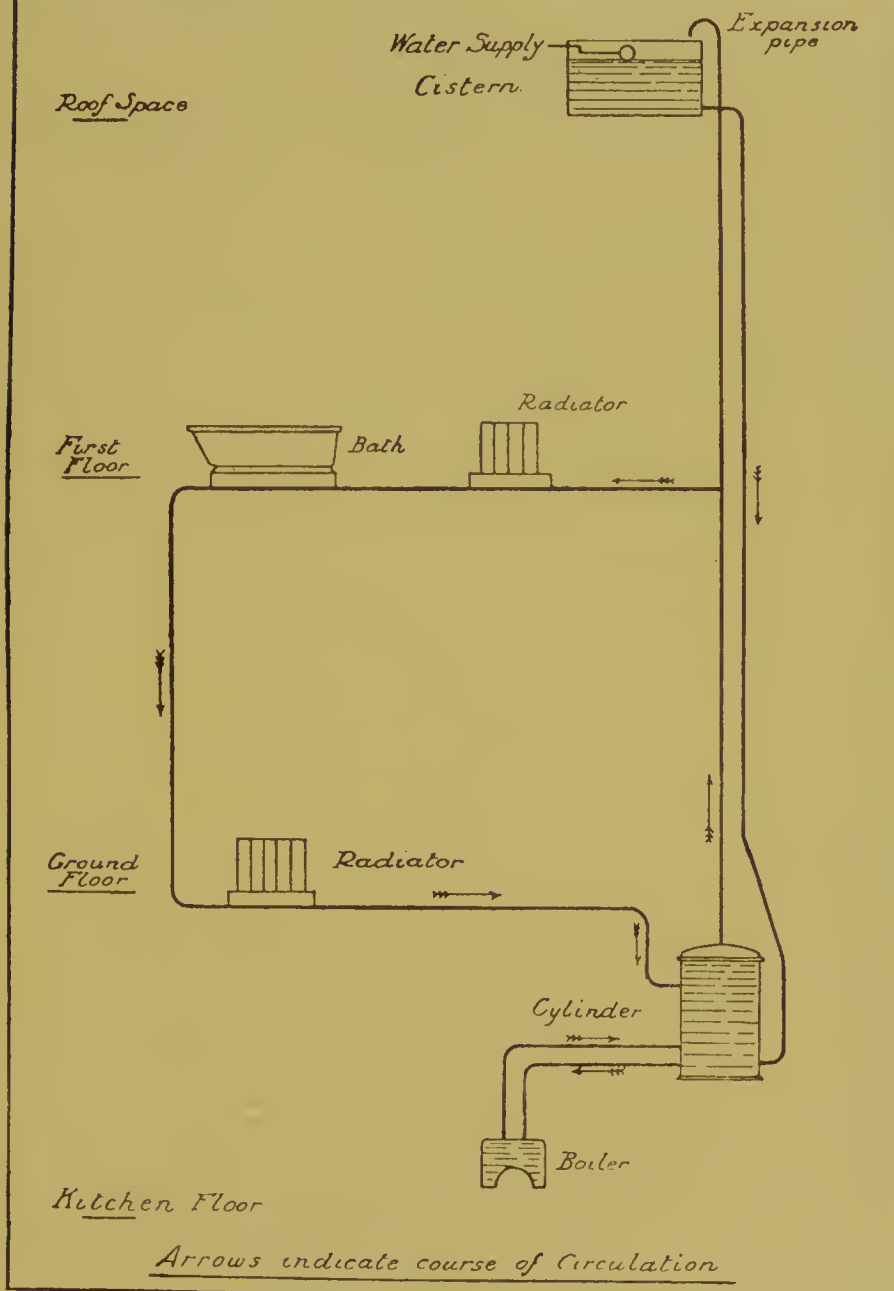 Expansion
pipe
Water Supply
Cistern.
Roof Space
Radiator
First
Floor
Bath
Ground
Floor
Radiator
Cylinder
Boiler
Kitchen Floor
Arrows indicate course of Circulation